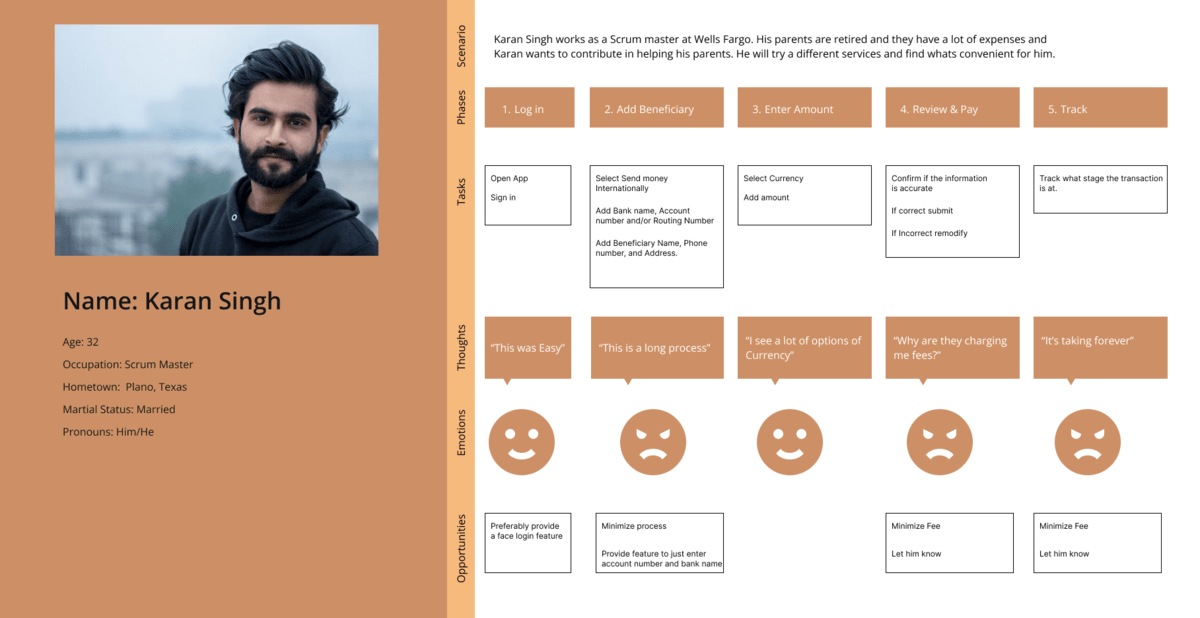 Name: Karan Singh
Age: 32
Occupation: Scrum Master
Hometown:  Plano, Texas
Martial Status: Married
Pronouns: Him/He
Scenario
Karan Singh works as a Scrum master at Wells Fargo. His parents are retired and they have a lot of expenses and
Karan wants to contribute in helping his parents. He will try a different services and find whats convenient for him.
Phases
1. Log in
2. Add Beneficiary
3. Enter Amount
4. Review & Pay
5. Track
Tasks
Open App
Sign in
Select Send money
Internationally
Add Bank name, Account
number and/or Routing Number
Add Beneficiary Name, Phone
number, and Address.
Select Currency
Add amount
Confirm if the information
is accurate
If correct submit
If Incorrect remodify
Track what stage the transaction
is at.
Thoughts
“This was Easy”
“This is a long process”
“I see a lot of options of
Currency”
“Why are they charging
me fees?”
“It’s taking forever”
Emotions
Opportunities
Preferably provide
a face login feature
Minimize process
Provide feature to just enter
account number and bank name
Minimize Fee
Let him know
Minimize Fee
Let him know